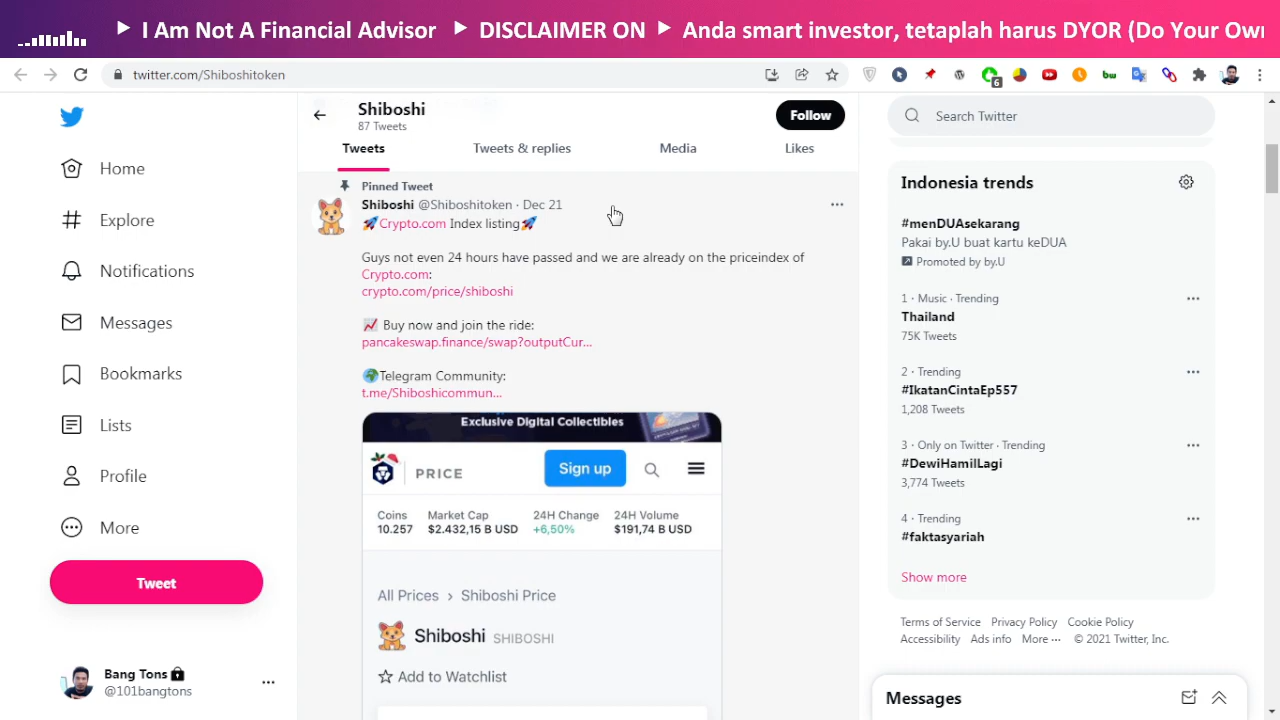 I Am Not A Financial Advisor DISCLAIMER ON Anda smart investor, tetaplah harus DYOR (Do Your Own
twitter.com/Shiboshitoken
6
bw
Shiboshi
87 Tweets
Follow
Tweets
Tweets & replies
Media
Likes
Home
Explore
Notifications
Messages
Bookmarks
Lists
Profile
More
Tweet
Bang Tons
@101bangtons
Pinned Tweet
Shiboshi @Shiboshitoken · Dec 21
🚀Crypto.com Index listing🚀
Guys not even 24 hours have passed and we are already on the priceindex of
Crypto.com:
crypto.com/price/shiboshi
📈 Buy now and join the ride:
pancakeswap.finance/swap?outputCur...
🌍Telegram Community:
t.me/Shiboshicommun...
Exclusive Digital Collectibles
PRICE
Sign up
Coins
10.257
Market Cap
$2.432,15 B USD
24H Change
+6,50%
24H Volume
$191,74 B USD
All Prices › Shiboshi Price
Shiboshi SHIBOSHI
Add to Watchlist
Search Twitter
Indonesia trends
#menDUAsekarang
Pakai by.U buat kartu keDUA
Promoted by by.U
1 · Music · Trending
Thailand
75K Tweets
2 · Trending
#IkatanCintaEp557
1,208 Tweets
3 · Only on Twitter · Trending
#DewiHamilLagi
3,774 Tweets
4 · Trending
#faktasyariah
Show more
Terms of Service Privacy Policy Cookie Policy
Accessibility Ads info More ··· © 2021 Twitter, Inc.
Messages